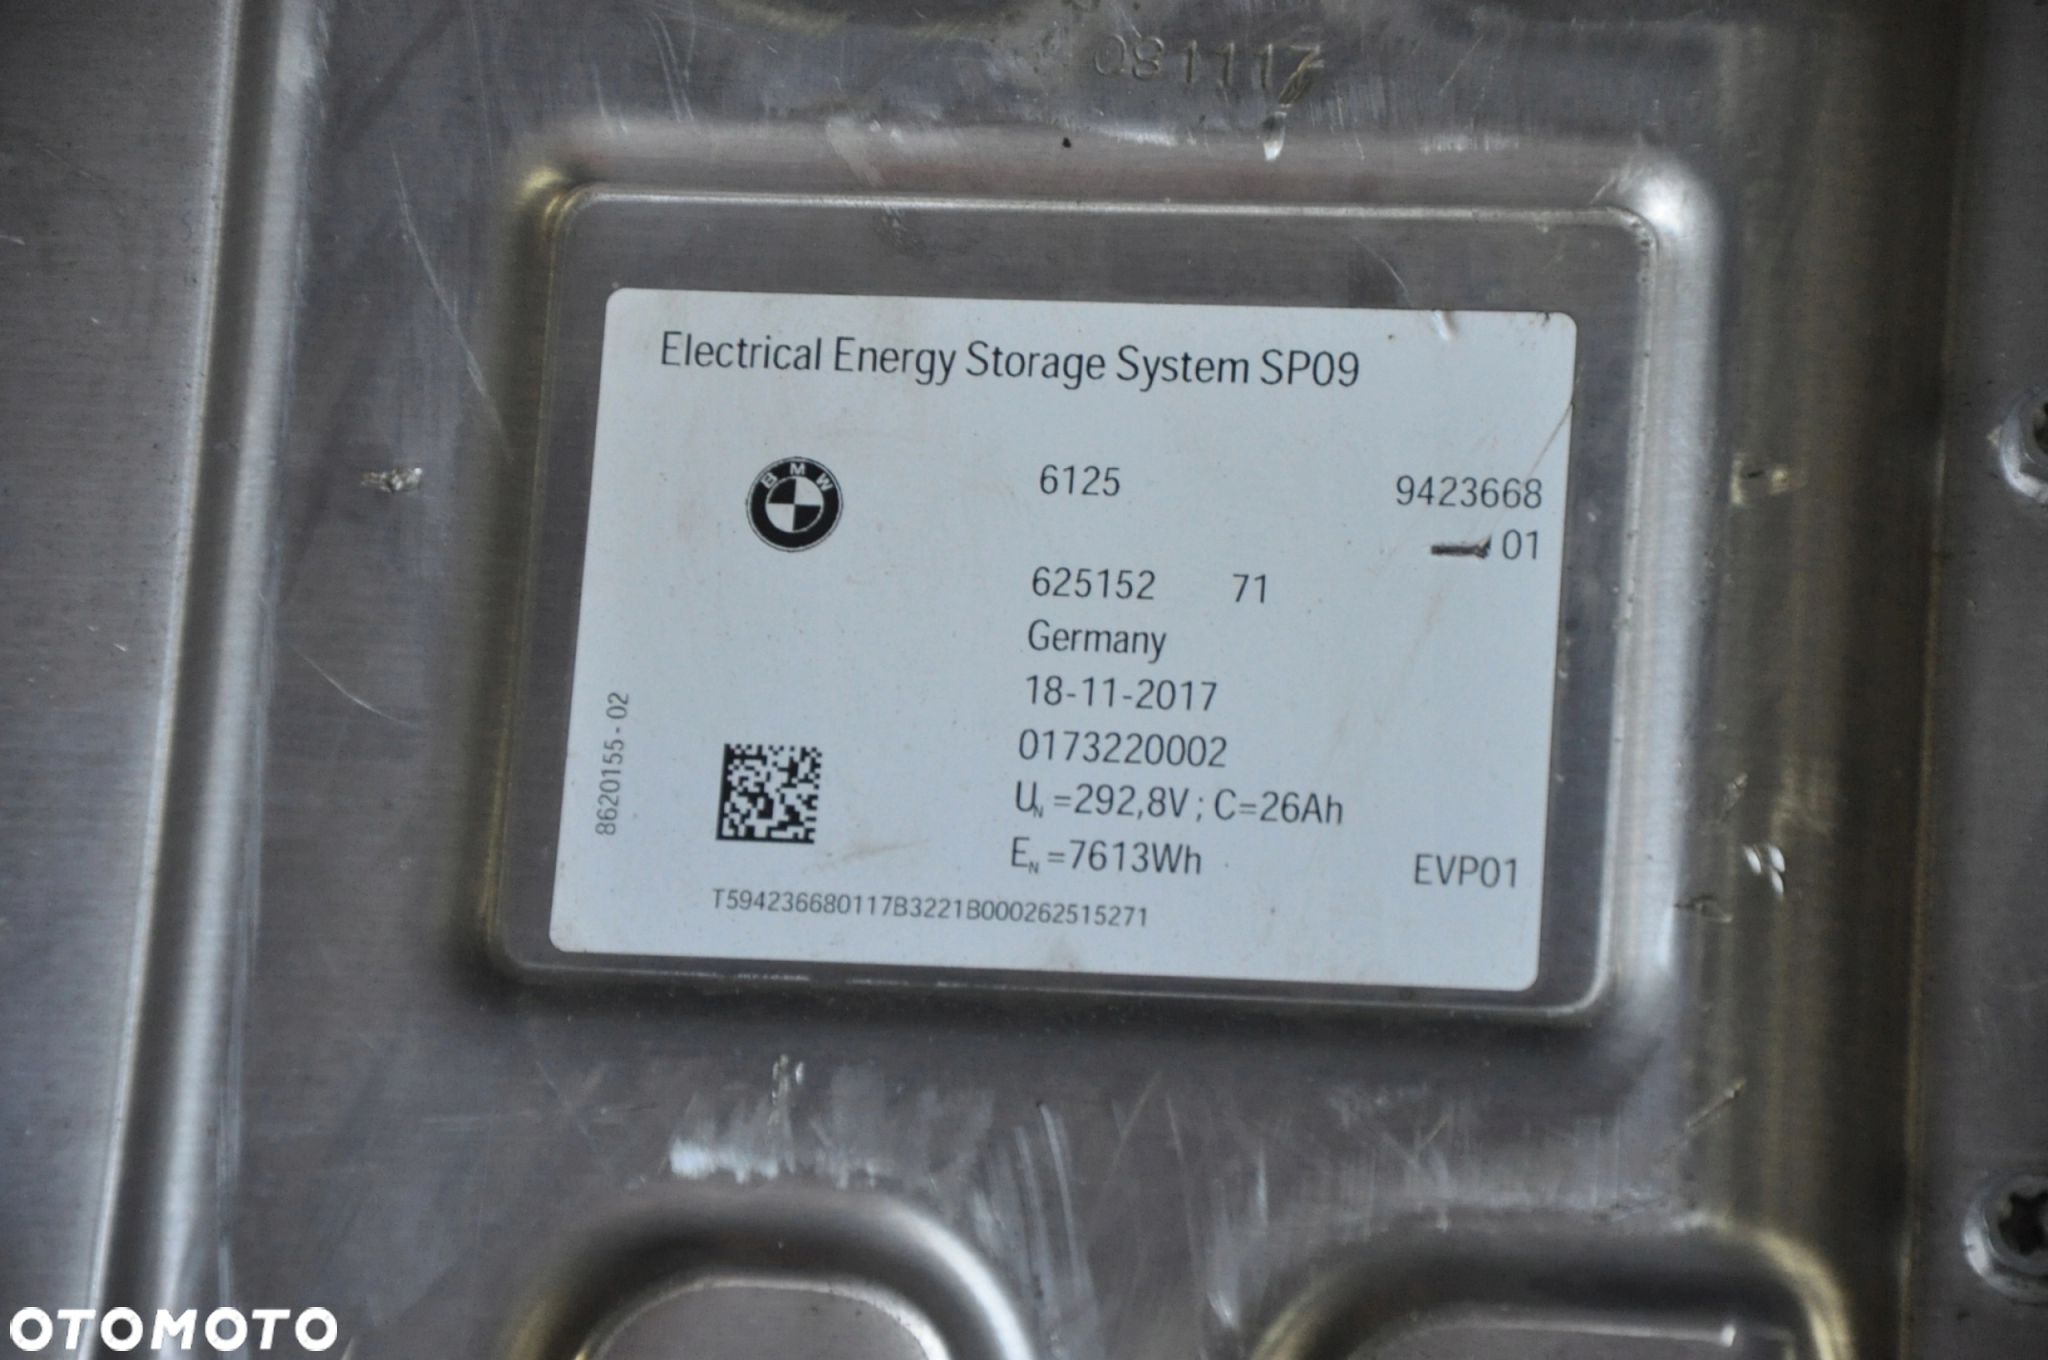 081117
Electrical Energy Storage System SP09
BMW
6125 9423668
01
625152 71
Germany
18-11-2017
0173220002
UN =292,8V ; C=26Ah
EN =7613Wh
EVP01
T594236680117B3221B000262515271
8620155-02
OTOMOTO